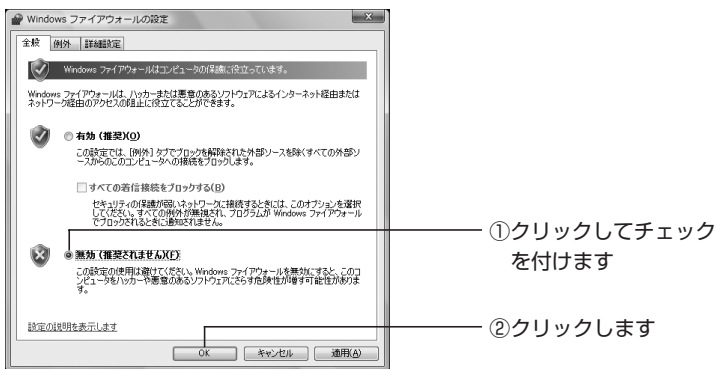 Windows ファイアウォールの設定
全般 例外 詳細設定
Windows ファイアウォールはコンピュータの保護に役立っています。
Windows ファイアウォールは、ハッカーまたは悪意のあるソフトウェアによるインターネット経由または
ネットワーク経由のアクセスの阻止に役立てることができます。
有効 (推奨)(O)
この設定では、[例外] タブでブロックを解除された外部ソースを除くすべての外部ソ
ースからのこのコンピュータへの接続をブロックします。
すべての着信接続をブロックする(B)
セキュリティの保護が弱いネットワークに接続するときには、このオプションを選択
してください。すべての例外が無視され、プログラムが Windows ファイアウォール
でブロックされるときに通知されません。
無効 (推奨されません)(F)
この設定の使用は避けてください。Windows ファイアウォールを無効にすると、このコ
ンピュータをハッカーや悪意のあるソフトウェアにさらす危険性が増す可能性がありま
す。
設定の説明を表示します
OK キャンセル 適用(A)
①クリックしてチェック
を付けます
②クリックします